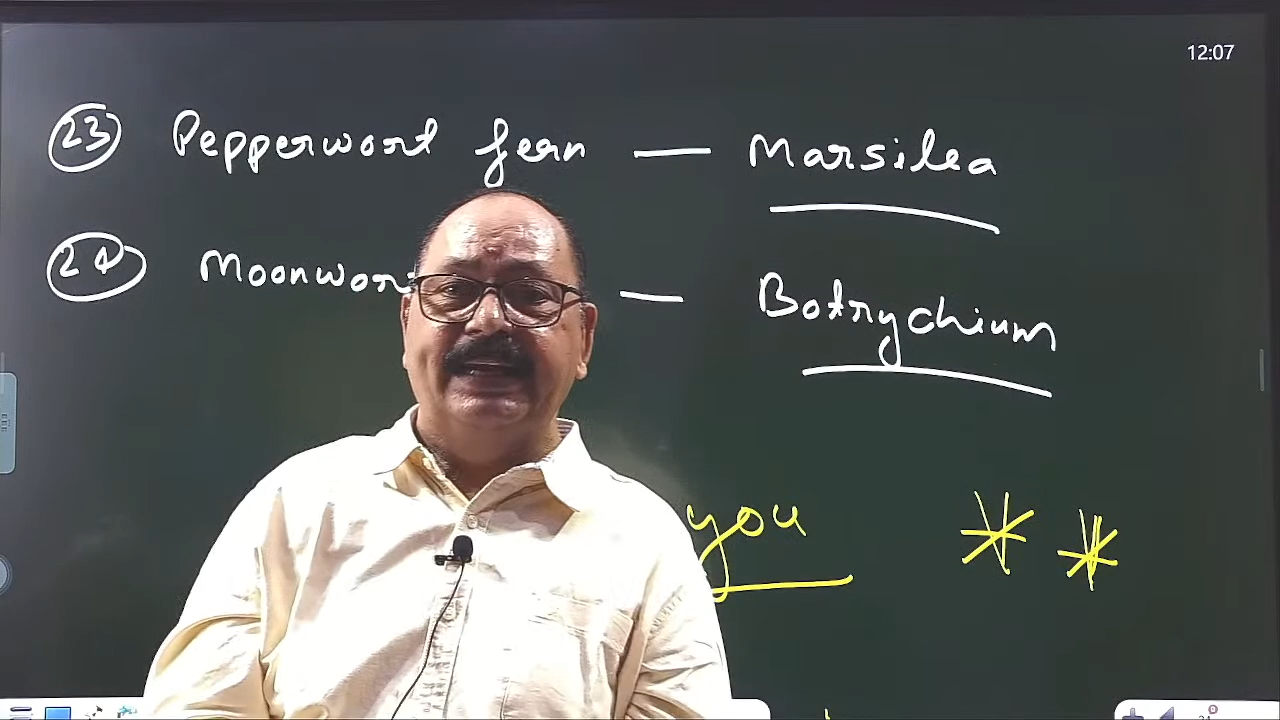 12:07
23 Pepperwort fern — Marsilea
24 Moonwor — Botrychium
you * *